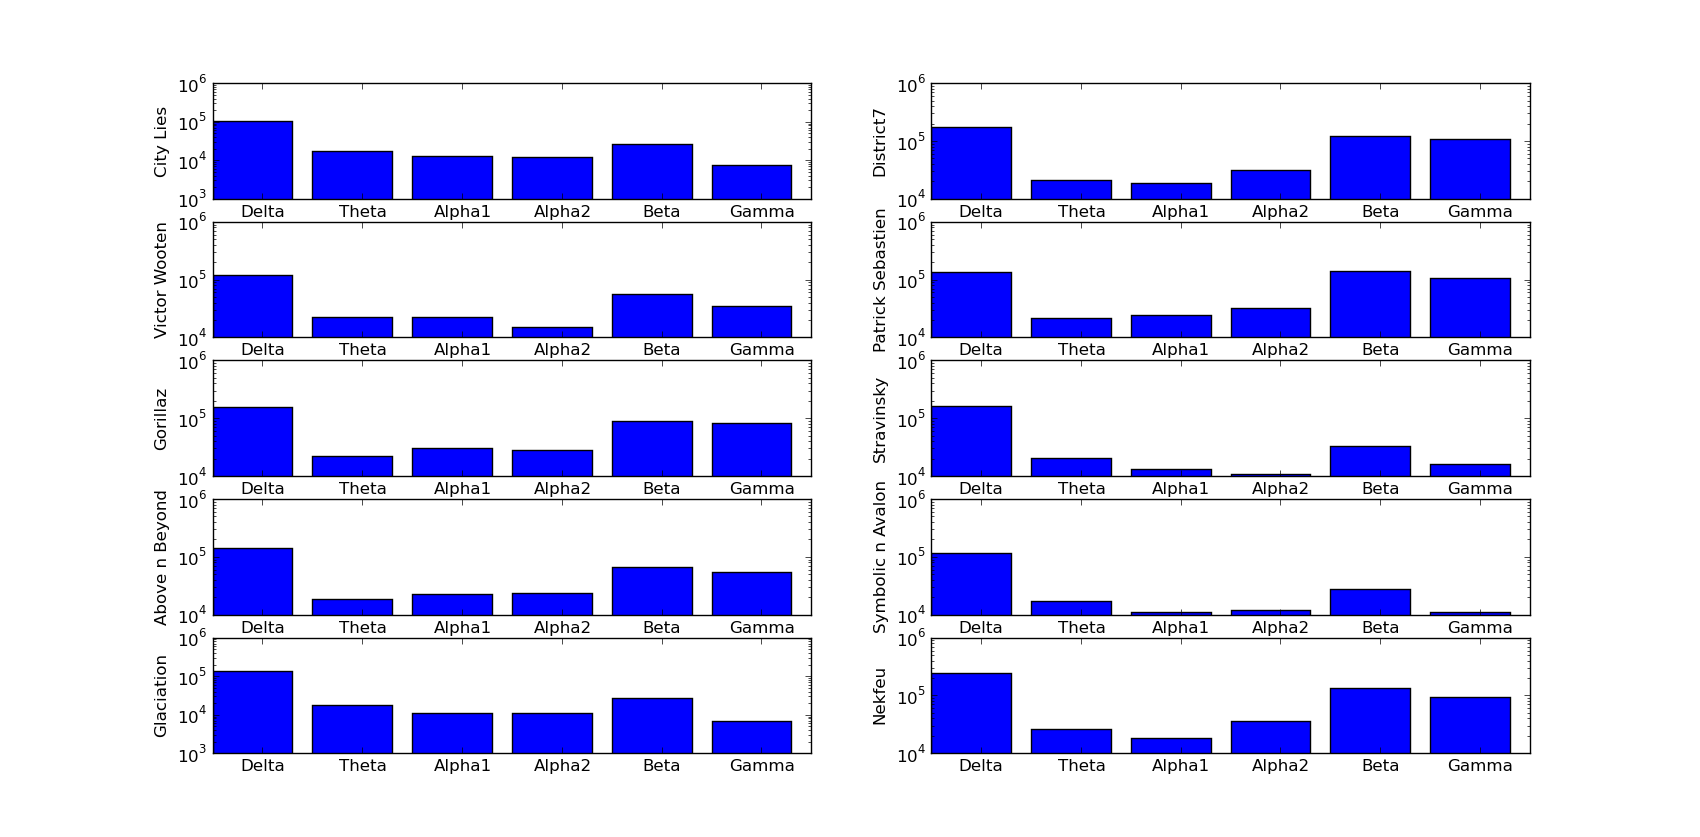 City Lies
10^6
10^5
10^4
10^3
Delta Theta Alpha1 Alpha2 Beta Gamma
District7
10^6
10^5
10^4
Delta Theta Alpha1 Alpha2 Beta Gamma
Victor Wooten
10^6
10^5
10^4
Delta Theta Alpha1 Alpha2 Beta Gamma
Patrick Sebastien
10^6
10^5
10^4
Delta Theta Alpha1 Alpha2 Beta Gamma
Gorillaz
10^6
10^5
10^4
Delta Theta Alpha1 Alpha2 Beta Gamma
Stravinsky
10^6
10^5
10^4
Delta Theta Alpha1 Alpha2 Beta Gamma
Above n Beyond
10^6
10^5
10^4
Delta Theta Alpha1 Alpha2 Beta Gamma
Symbolic n Avalon
10^6
10^5
10^4
Delta Theta Alpha1 Alpha2 Beta Gamma
Glaciation
10^6
10^5
10^4
10^3
Delta Theta Alpha1 Alpha2 Beta Gamma
Nekfeu
10^6
10^5
10^4
Delta Theta Alpha1 Alpha2 Beta Gamma